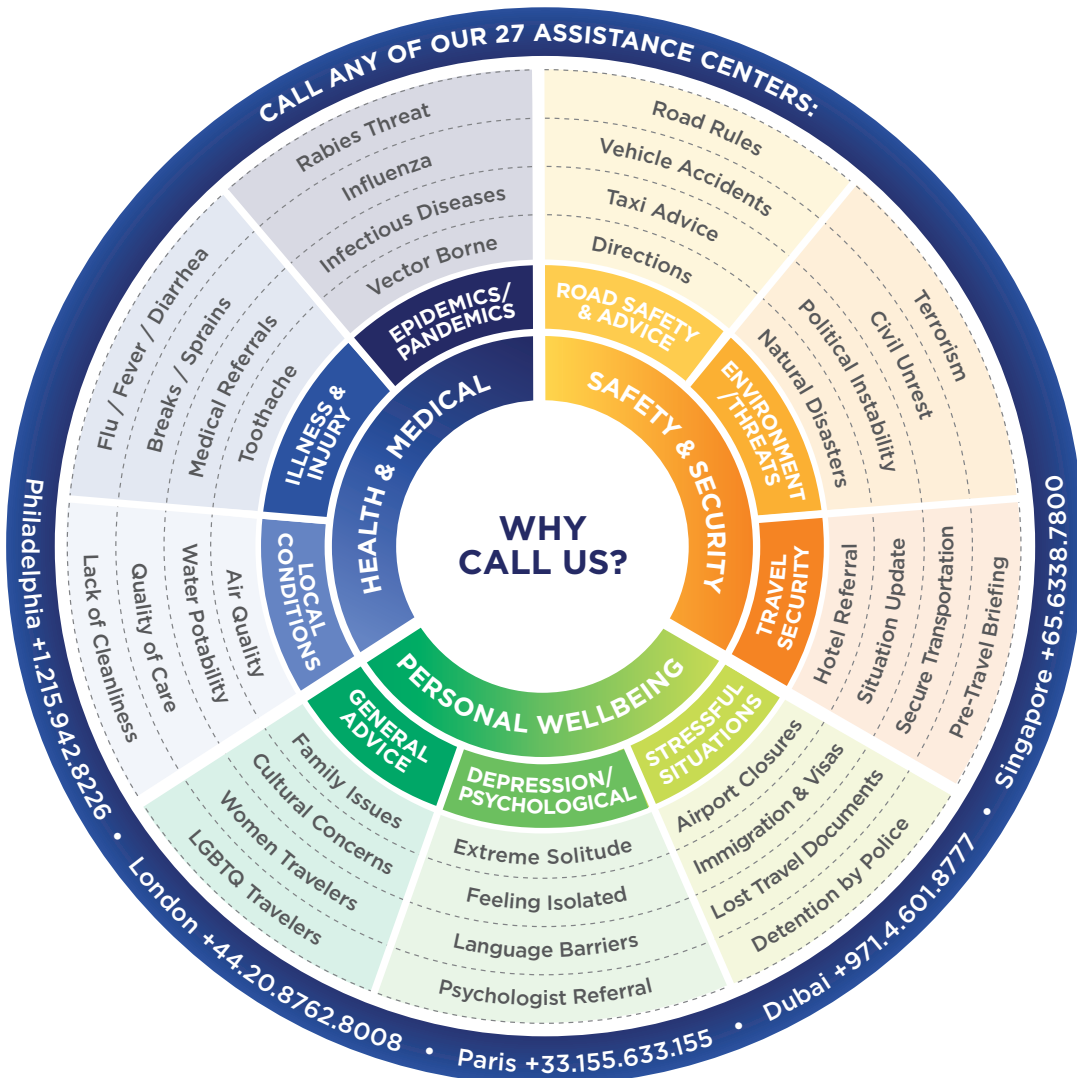 CALL ANY OF OUR 27 ASSISTANCE CENTERS:
Philadelphia +1.215.942.8226 • London +44.20.8762.8008 • Paris +33.155.633.155 • Dubai +971.4.601.8777 • Singapore +65.6338.7800
WHY
CALL US?
HEALTH & MEDICAL
EPIDEMICS/
PANDEMICS
Rabies Threat
Influenza
Infectious Diseases
Vector Borne
ILLNESS &
INJURY
Flu / Fever / Diarrhea
Breaks / Sprains
Medical Referrals
Toothache
LOCAL
CONDITIONS
Air Quality
Water Potability
Quality of Care
Lack of Cleanliness
SAFETY & SECURITY
ROAD SAFETY
& ADVICE
Road Rules
Vehicle Accidents
Taxi Advice
Directions
ENVIRONMENT
/THREATS
Terrorism
Civil Unrest
Political Instability
Natural Disasters
TRAVEL
SECURITY
Hotel Referral
Situation Update
Secure Transportation
Pre-Travel Briefing
PERSONAL WELLBEING
GENERAL
ADVICE
Family Issues
Cultural Concerns
Women Travelers
LGBTQ Travelers
DEPRESSION/
PSYCHOLOGICAL
Extreme Solitude
Feeling Isolated
Language Barriers
Psychologist Referral
STRESSFUL
SITUATIONS
Airport Closures
Immigration & Visas
Lost Travel Documents
Detention by Police